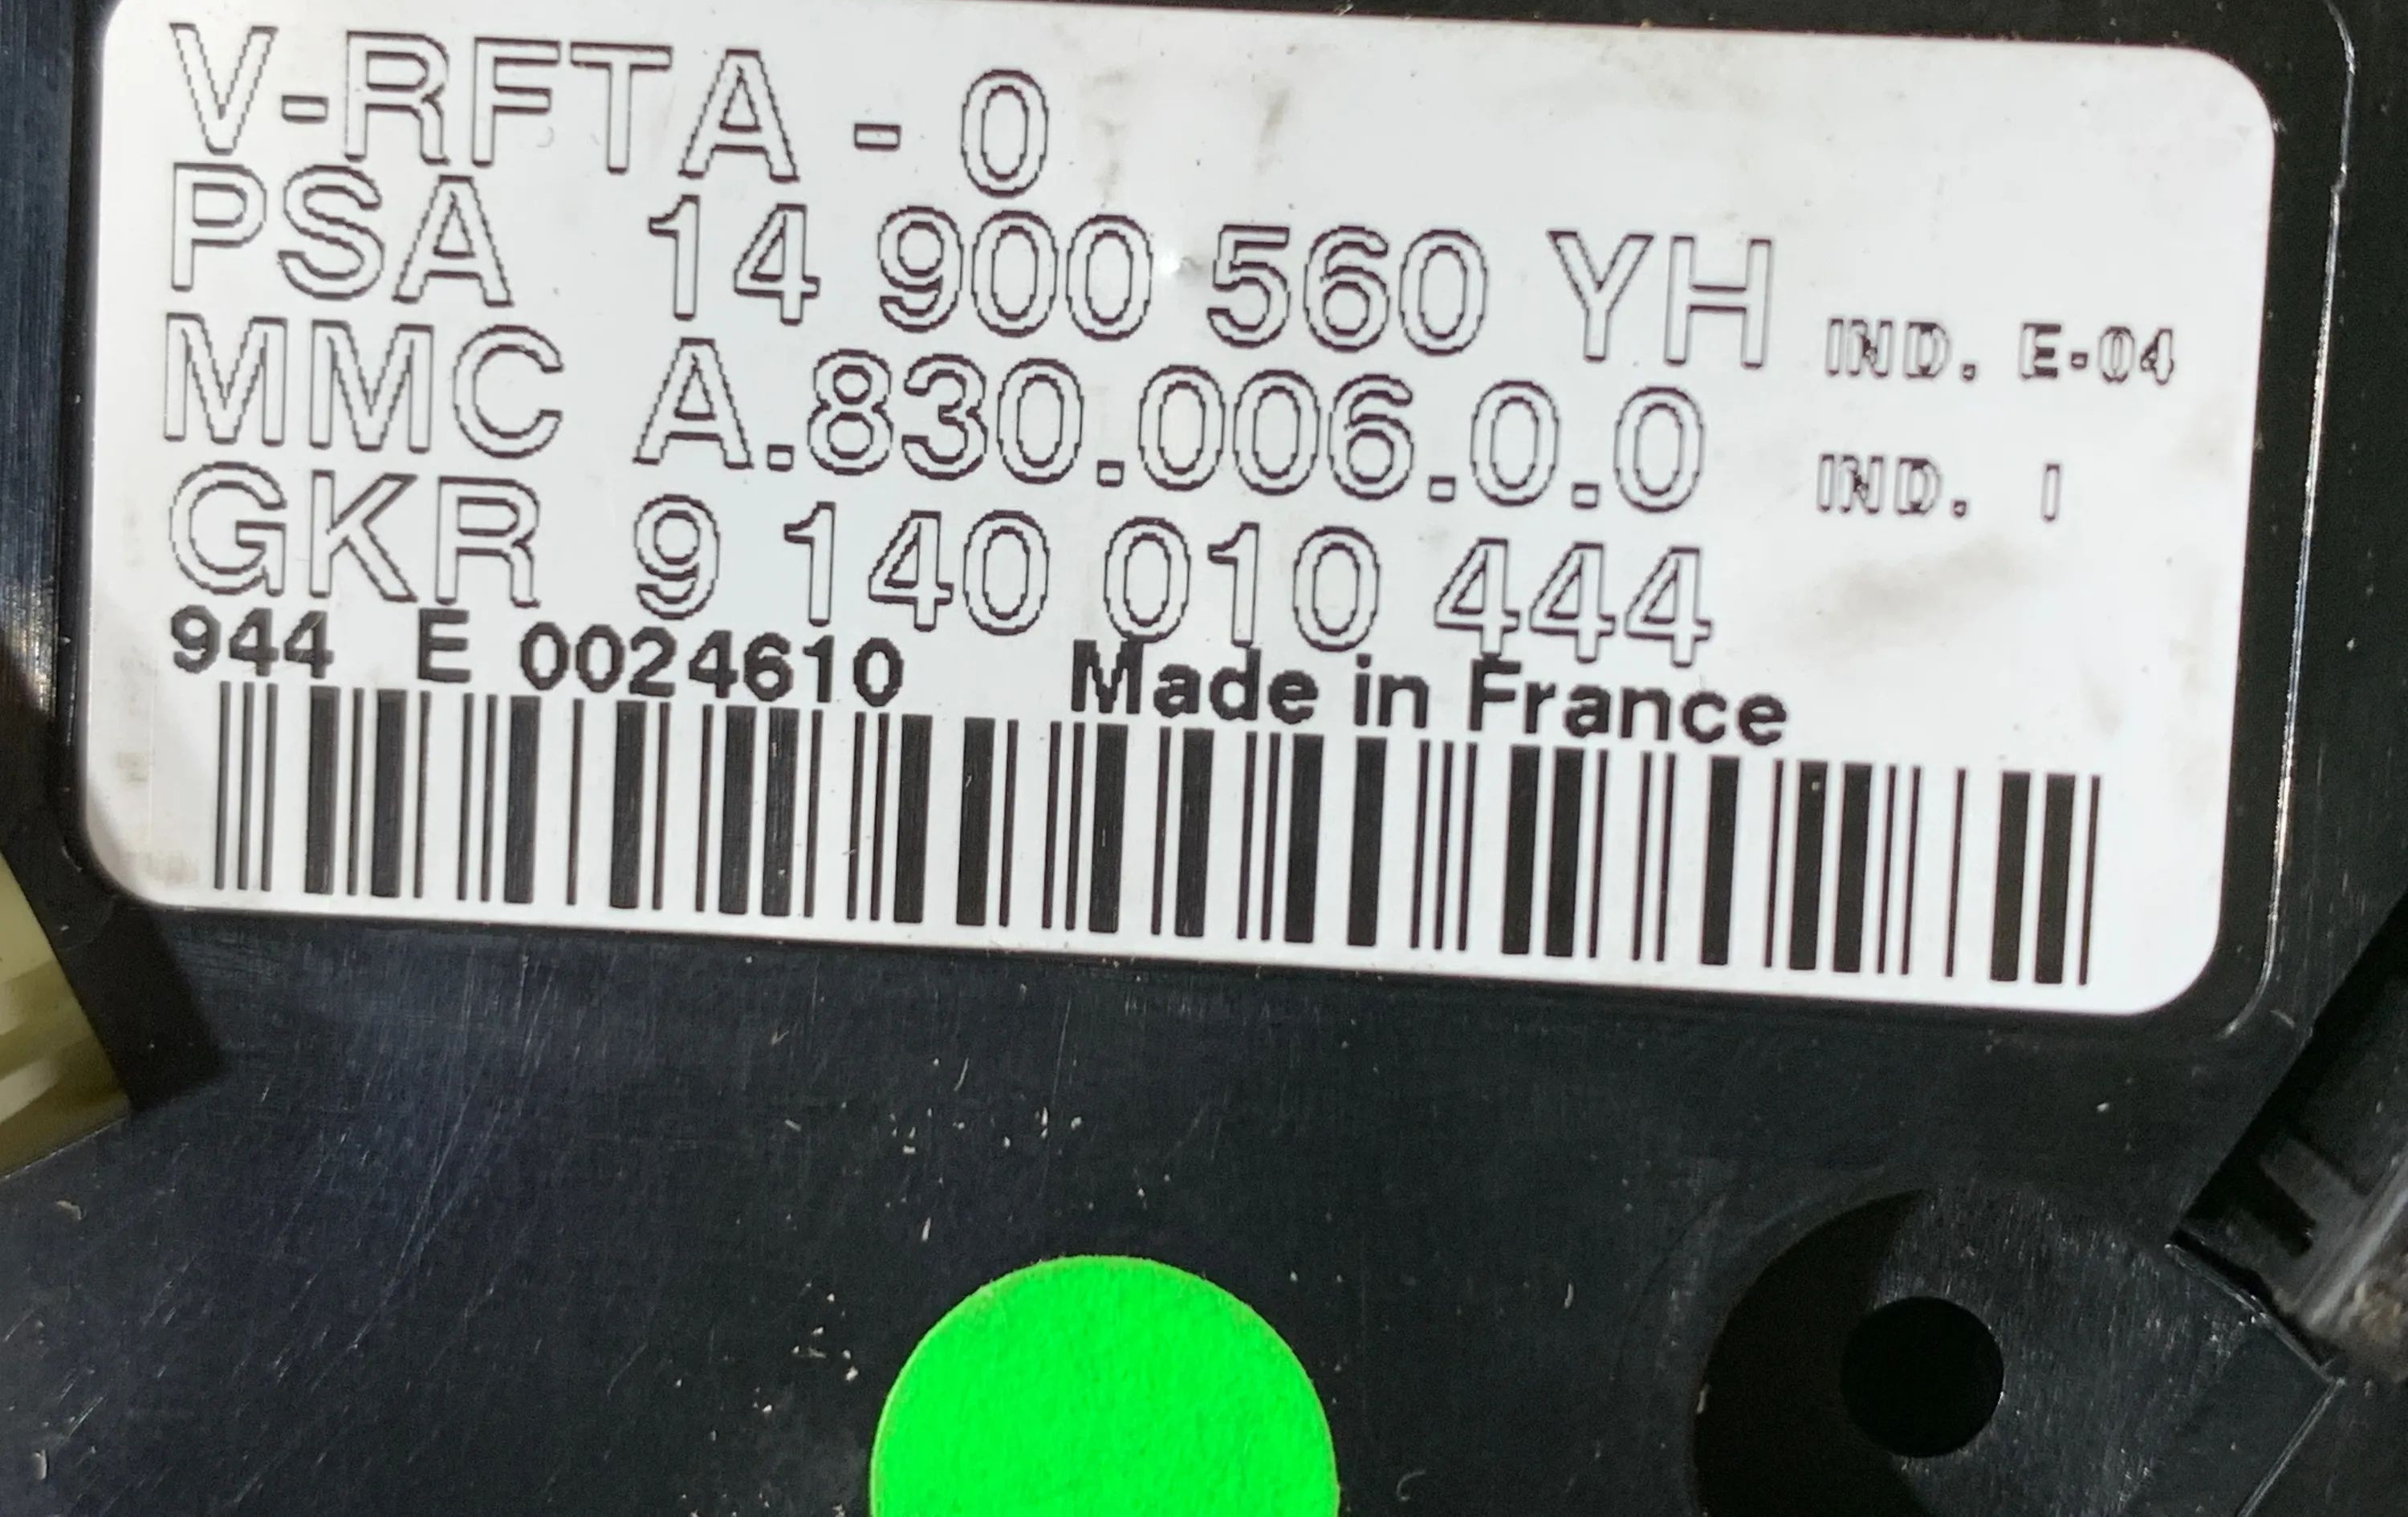 V-RFTA - 0
PSA 14 900 560 YH IND. E-04
MMC A.830.006.0.0 IND. I
GKR 9 140 010 444
944 E 0024610 Made in France